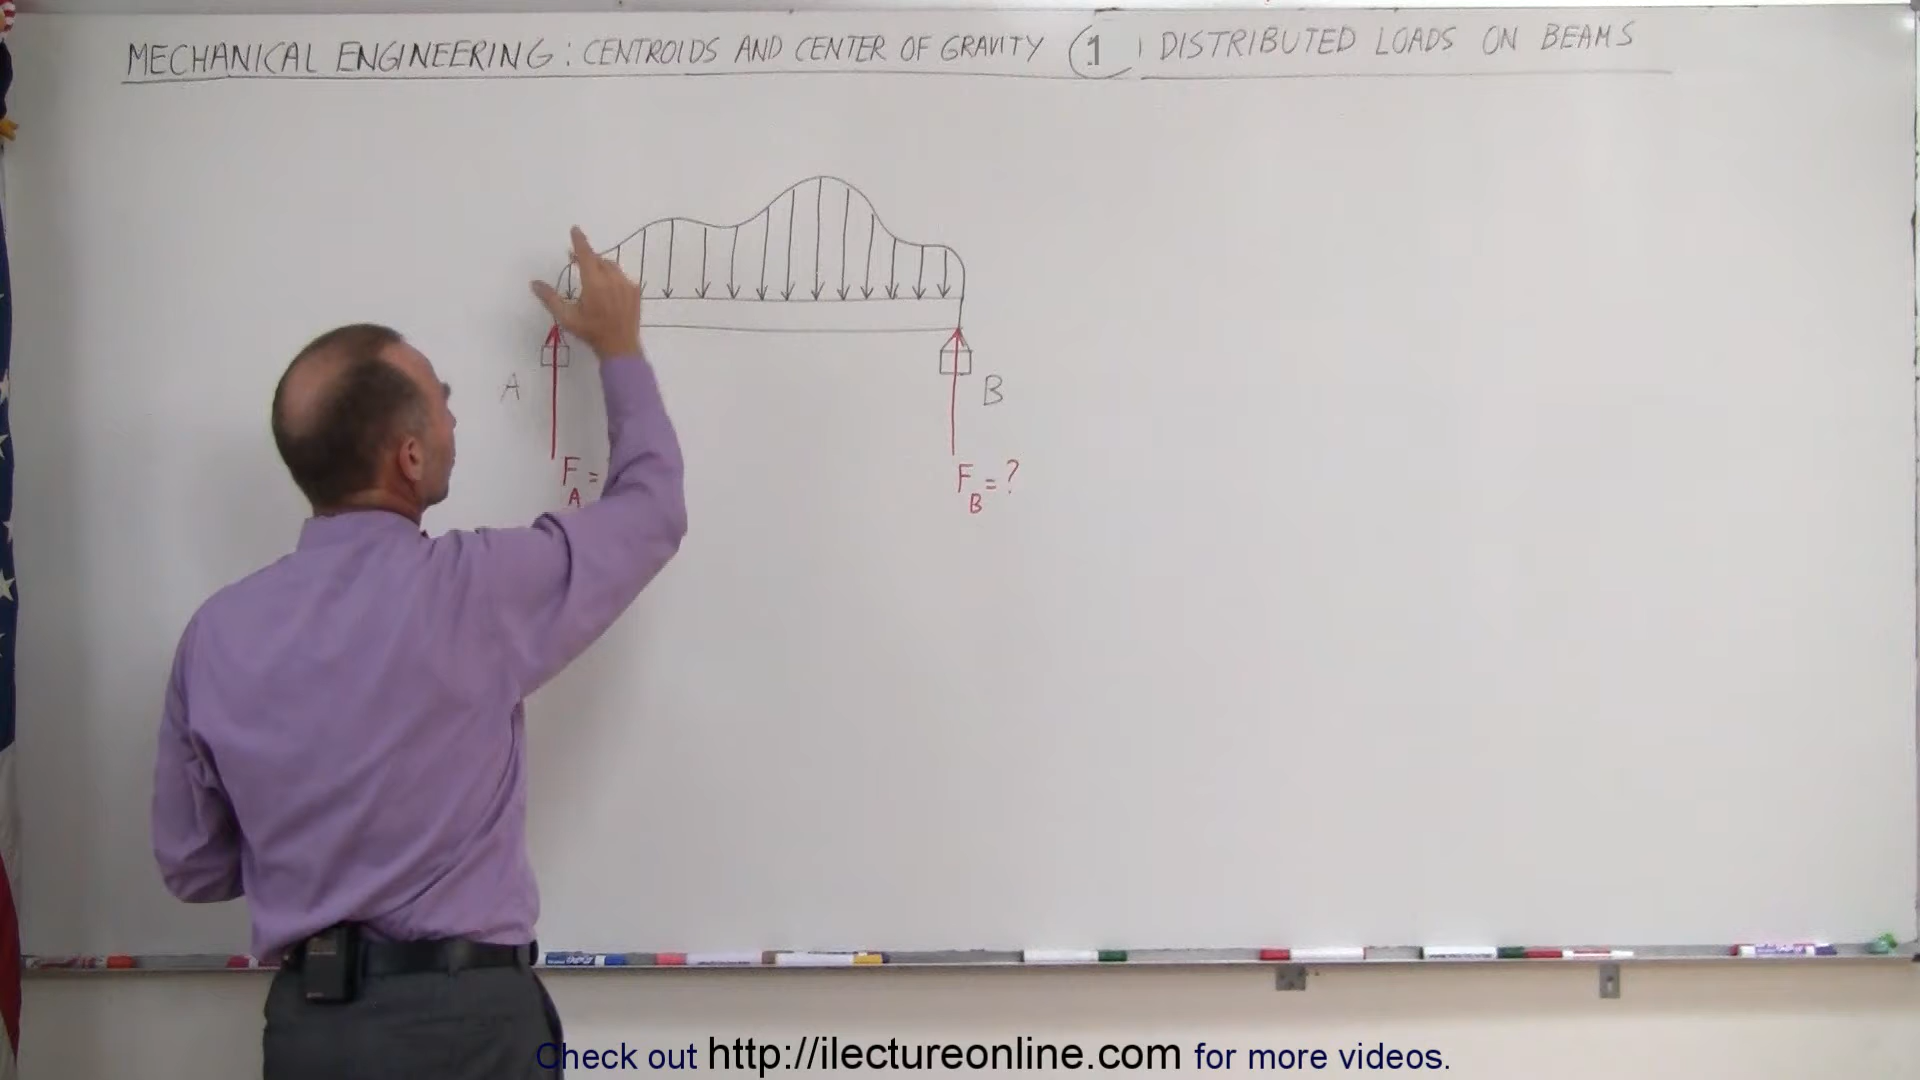 MECHANICAL ENGINEERING: CENTROIDS AND CENTER OF GRAVITY 1 DISTRIBUTED LOADS ON BEAMS
A
B
F_A =
F_B = ?
Check out http://ilectureonline.com for more videos.